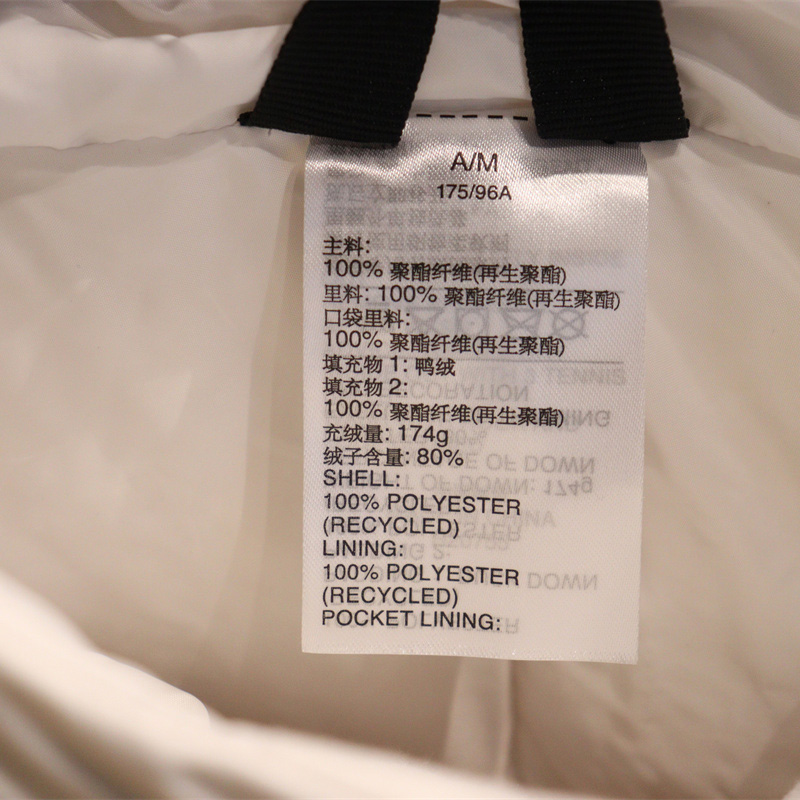 A/M
175/96A
主料:
100% 聚酯纤维(再生聚酯)
里料: 100% 聚酯纤维(再生聚酯)
口袋里料:
100% 聚酯纤维(再生聚酯)
填充物 1: 鸭绒
填充物 2:
100% 聚酯纤维(再生聚酯)
充绒量: 174g
绒子含量: 80%
SHELL:
100% POLYESTER
(RECYCLED)
LINING:
100% POLYESTER
(RECYCLED)
POCKET LINING: